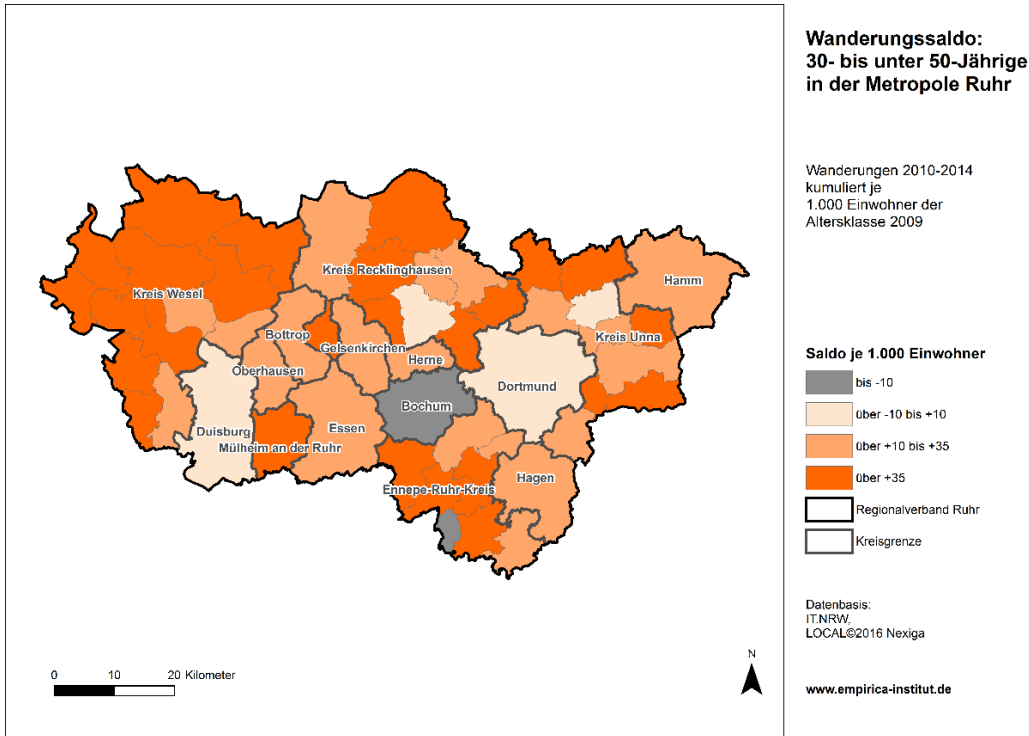 Wanderungssaldo:
30- bis unter 50-Jährige
in der Metropole Ruhr
Wanderungen 2010-2014
kumuliert je
1.000 Einwohner der
Altersklasse 2009
Kreis Recklinghausen
Hamm
Kreis Wesel
Bottrop
Gelsenkirchen
Kreis Unna
Herne
Oberhausen
Dortmund
Bochum
Essen
Duisburg
Mülheim an der Ruhr
Hagen
Ennepe-Ruhr-Kreis
Saldo je 1.000 Einwohner
bis -10
über -10 bis +10
über +10 bis +35
über +35
Regionalverband Ruhr
Kreisgrenze
Datenbasis:
IT.NRW,
LOCAL©2016 Nexiga
0 10 20 Kilometer
N
www.empirica-institut.de